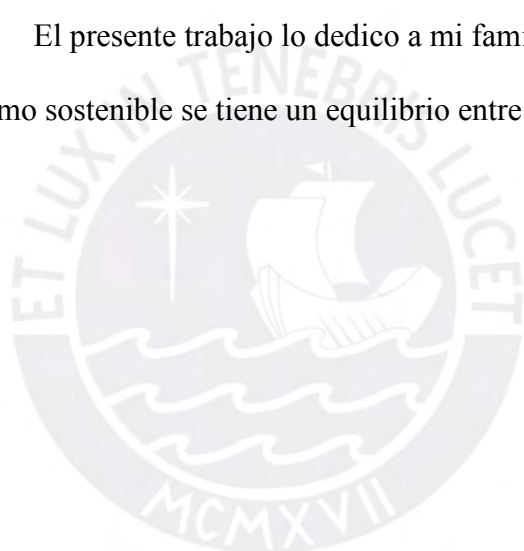 El presente trabajo lo dedico a mi fami
mo sostenible se tiene un equilibrio entre
ET LUX IN TENEBRIS LUCET
MCMXVII